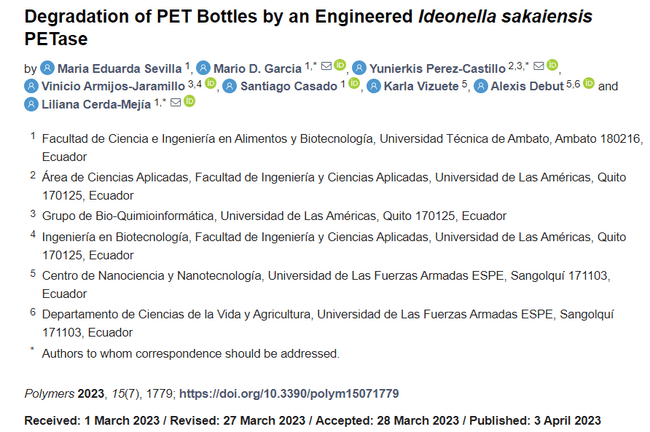 Degradation of PET Bottles by an Engineered Ideonella sakaiensis
PETase
by Maria Eduarda Sevilla 1, Mario D. Garcia 1,* iD, Yunierkis Perez-Castillo 2,3,* iD,
Vinicio Armijos-Jaramillo 3,4 iD, Santiago Casado 1 iD, Karla Vizuete 5, Alexis Debut 5,6 iD and
Liliana Cerda-Mejía 1,* iD
1 Facultad de Ciencia e Ingeniería en Alimentos y Biotecnología, Universidad Técnica de Ambato, Ambato 180216,
Ecuador
2 Área de Ciencias Aplicadas, Facultad de Ingeniería y Ciencias Aplicadas, Universidad de Las Américas, Quito
170125, Ecuador
3 Grupo de Bio-Quimioinformática, Universidad de Las Américas, Quito 170125, Ecuador
4 Ingeniería en Biotecnología, Facultad de Ingeniería y Ciencias Aplicadas, Universidad de Las Américas, Quito
170125, Ecuador
5 Centro de Nanociencia y Nanotecnología, Universidad de Las Fuerzas Armadas ESPE, Sangolquí 171103,
Ecuador
6 Departamento de Ciencias de la Vida y Agricultura, Universidad de Las Fuerzas Armadas ESPE, Sangolquí
171103, Ecuador
* Authors to whom correspondence should be addressed.
Polymers 2023, 15(7), 1779; https://doi.org/10.3390/polym15071779
Received: 1 March 2023 / Revised: 27 March 2023 / Accepted: 28 March 2023 / Published: 3 April 2023